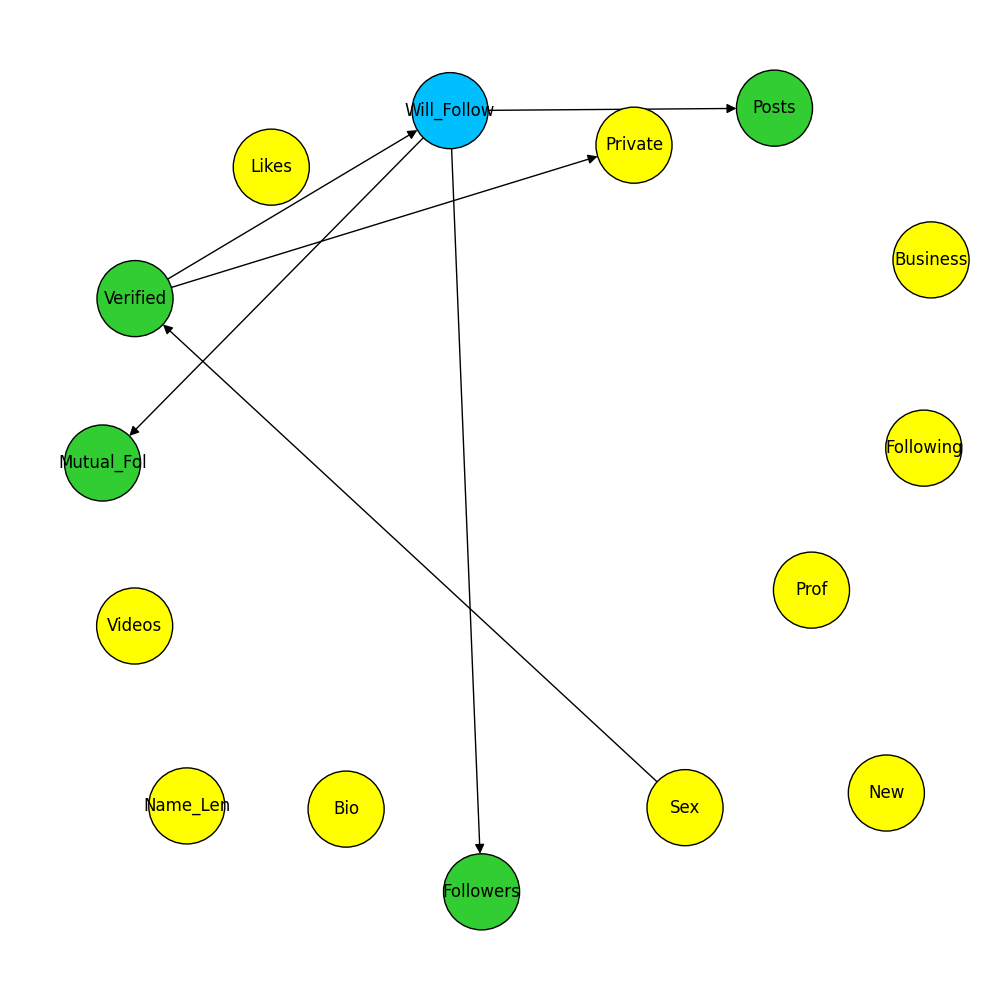 Will_Follow
Posts
Private
Likes
Business
Verified
Following
Mutual_Fol
Prof
Videos
New
Name_Len
Bio
Sex
Followers